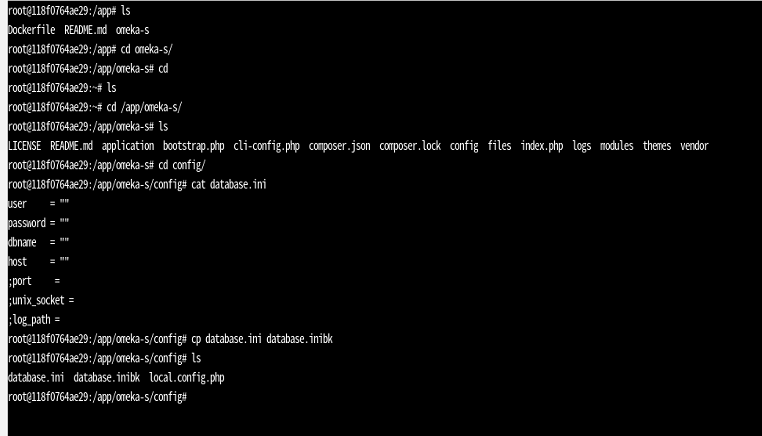 root@118f0764ae29:/app# ls
Dockerfile  README.md  omeka-s
root@118f0764ae29:/app# cd omeka-s/
root@118f0764ae29:/app/omeka-s# cd
root@118f0764ae29:~# ls
root@118f0764ae29:~# cd /app/omeka-s/
root@118f0764ae29:/app/omeka-s# ls
LICENSE  README.md  application  bootstrap.php  cli-config.php  composer.json  composer.lock  config  files  index.php  logs  modules  themes  vendor
root@118f0764ae29:/app/omeka-s# cd config/
root@118f0764ae29:/app/omeka-s/config# cat database.ini
user     = ""
password = ""
dbname   = ""
host     = ""
;port     =
;unix_socket =
;log_path =
root@118f0764ae29:/app/omeka-s/config# cp database.ini database.inibk
root@118f0764ae29:/app/omeka-s/config# ls
database.ini  database.inibk  local.config.php
root@118f0764ae29:/app/omeka-s/config#